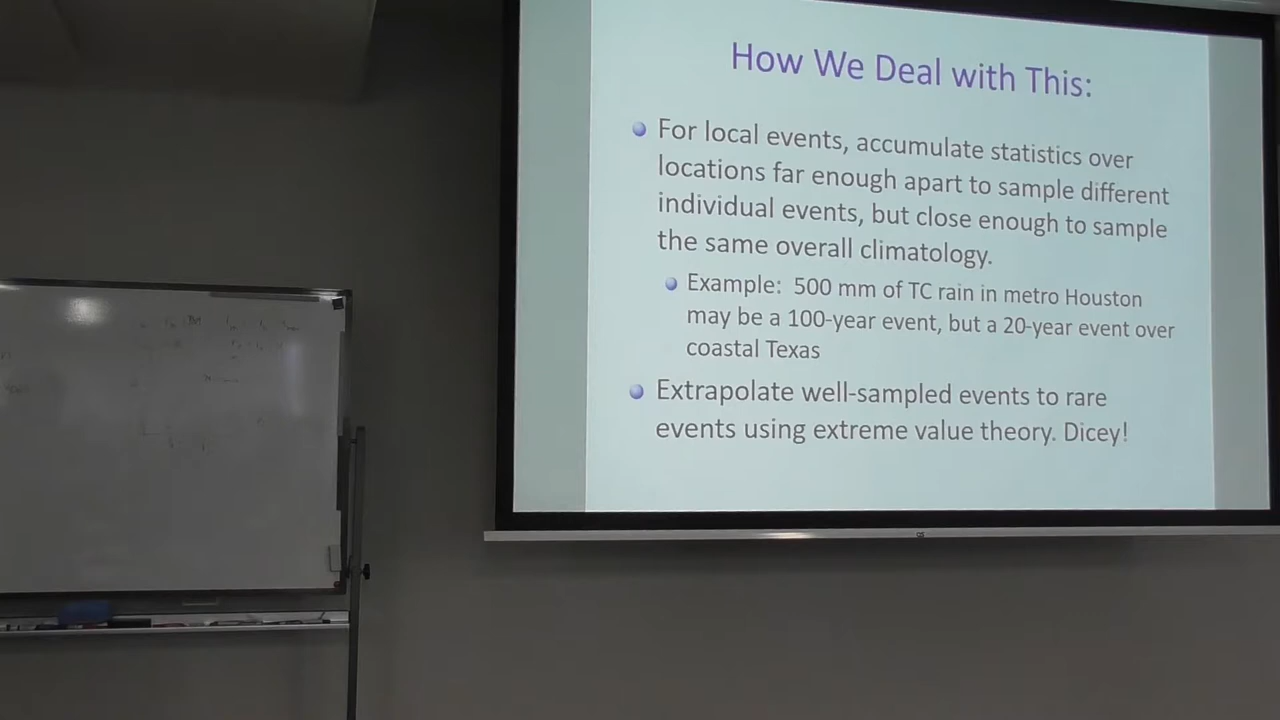 How We Deal with This:
For local events, accumulate statistics over
locations far enough apart to sample different
individual events, but close enough to sample
the same overall climatology.
Example: 500 mm of TC rain in metro Houston
may be a 100-year event, but a 20-year event over
coastal Texas
Extrapolate well-sampled events to rare
events using extreme value theory. Dicey!